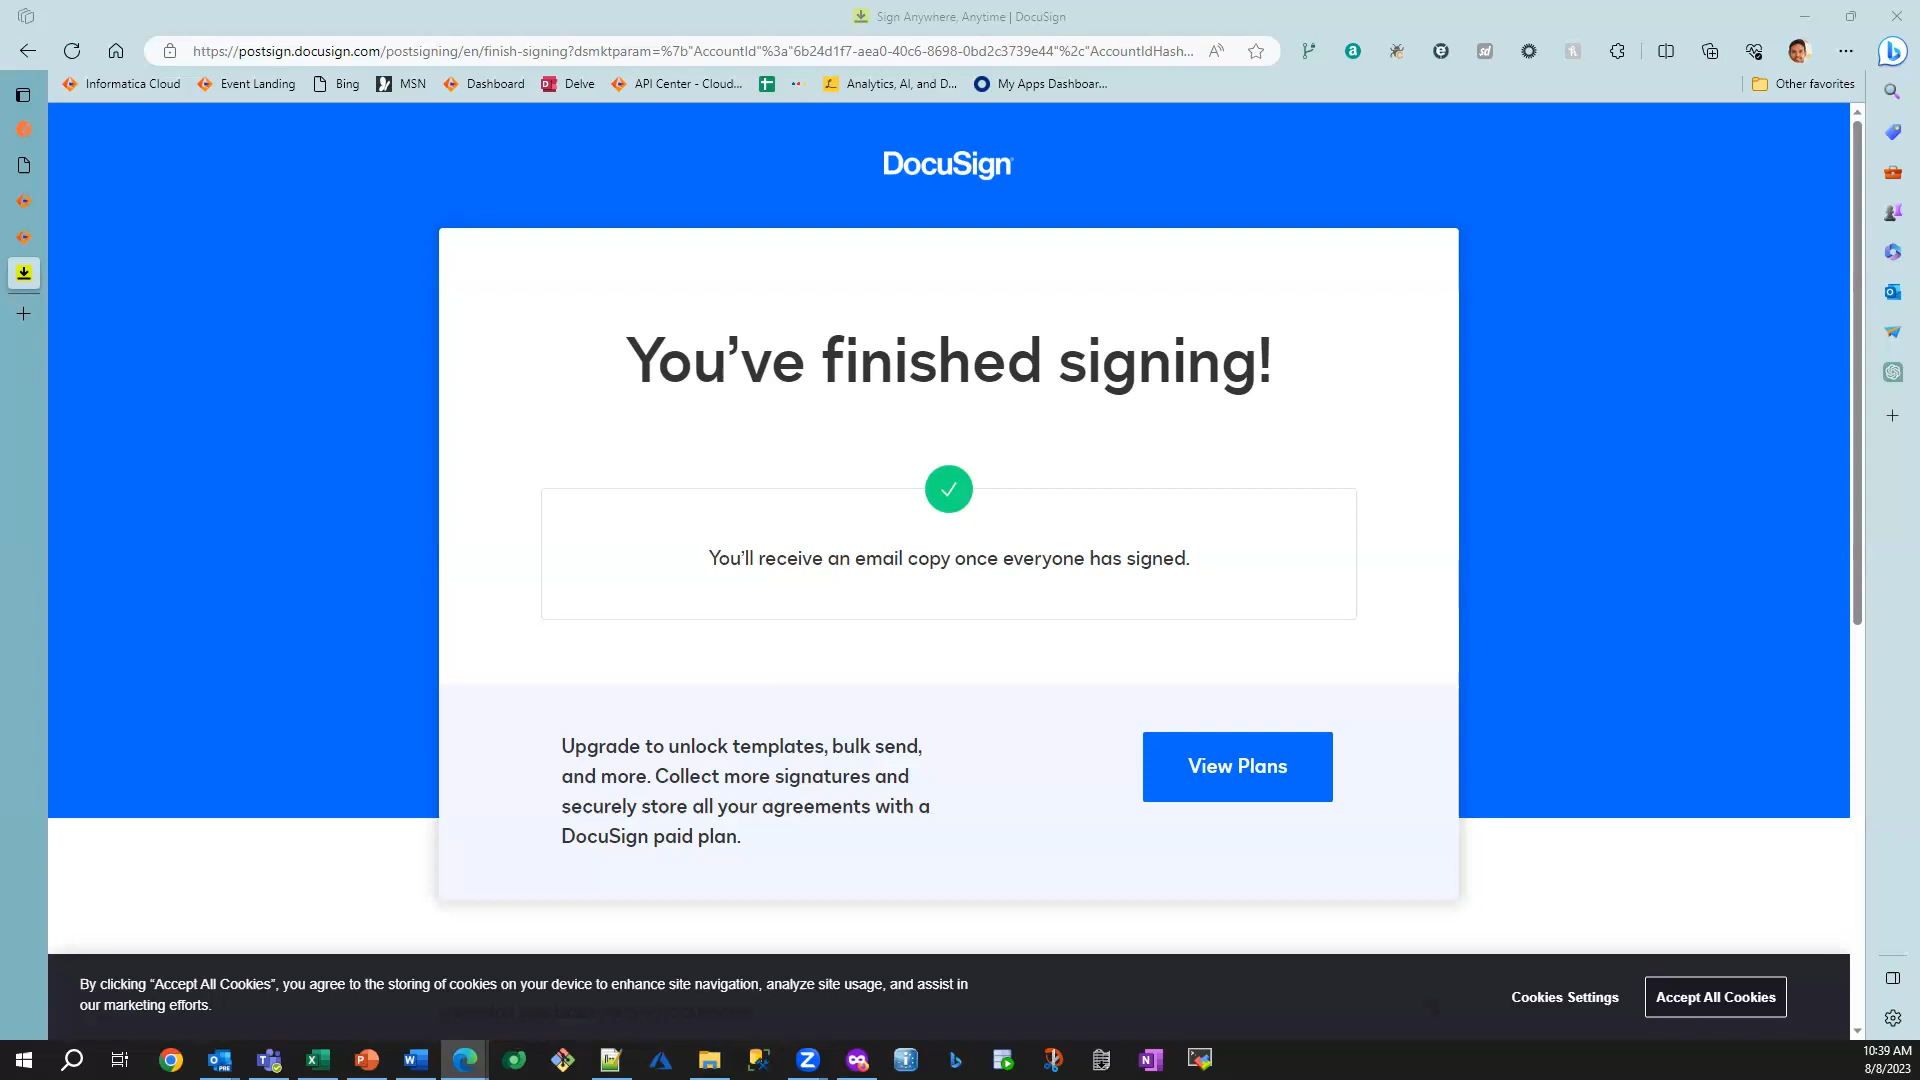 Sign Anywhere, Anytime | DocuSign
https://postsign.docusign.com/postsigning/en/finish-signing?dsmktparam=%7b"AccountId"%3a"6b24d1f7-aea0-40c6-8698-0bd2c3739e44"%2c"AccountIdHash...
Informatica Cloud Event Landing Bing MSN Dashboard Delve API Center - Cloud... Analytics, AI, and D... My Apps Dashboar... Other favorites
DocuSign
You've finished signing!
You'll receive an email copy once everyone has signed.
Upgrade to unlock templates, bulk send,
and more. Collect more signatures and
securely store all your agreements with a
DocuSign paid plan.
View Plans
By clicking “Accept All Cookies”, you agree to the storing of cookies on your device to enhance site navigation, analyze site usage, and assist in
our marketing efforts.
Cookies Settings
Accept All Cookies
10:39 AM
8/8/2023